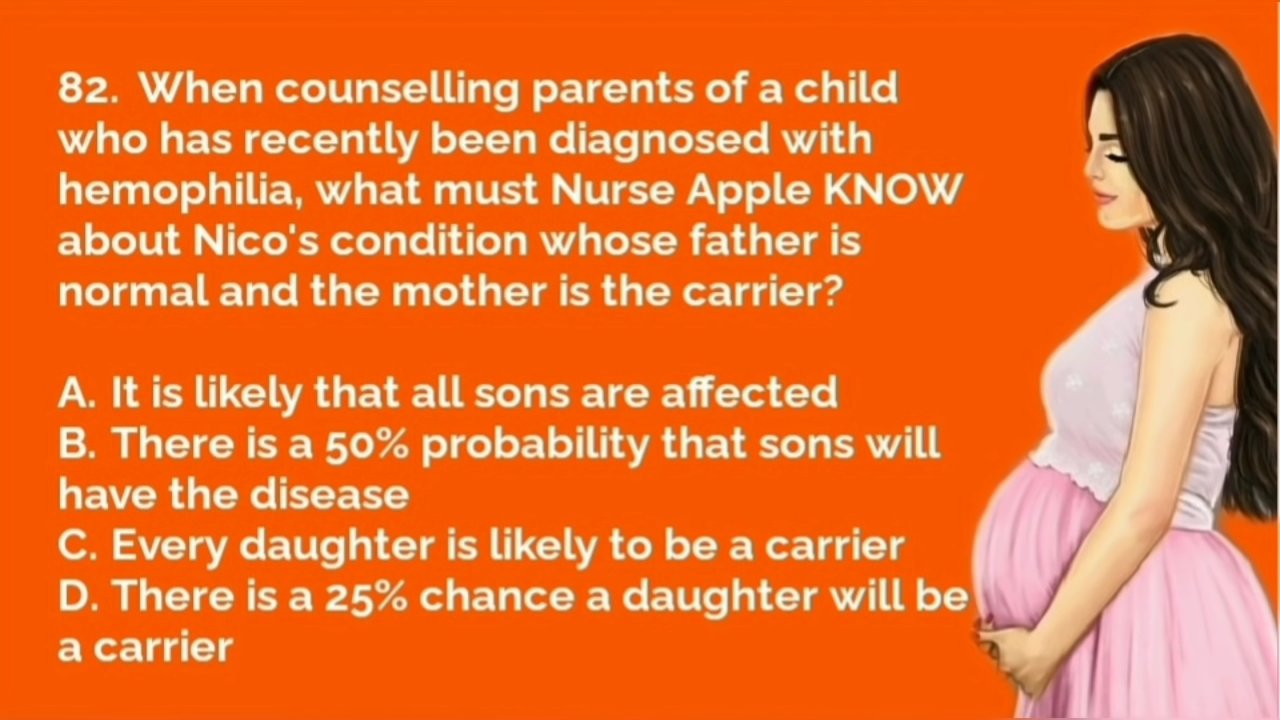 82. When counselling parents of a child
who has recently been diagnosed with
hemophilia, what must Nurse Apple KNOW
about Nico's condition whose father is
normal and the mother is the carrier?
A. It is likely that all sons are affected
B. There is a 50% probability that sons will
have the disease
C. Every daughter is likely to be a carrier
D. There is a 25% chance a daughter will be
a carrier